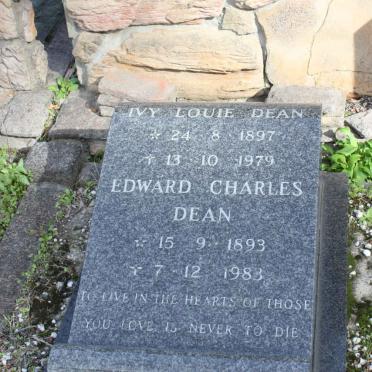 IVY LOUIE DEAN
☆ 24 · 8 · 1897
✝ 13 · 10 · 1979
EDWARD CHARLES
DEAN
☆ 15 · 9 · 1893
✝ 7 · 12 · 1983
TO LIVE IN THE HEARTS OF THOSE
YOU LOVE IS NEVER TO DIE